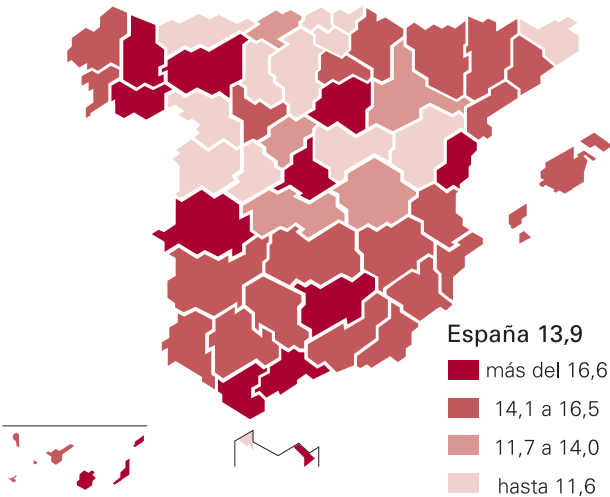 España 13,9
más del 16,6
14,1 a 16,5
11,7 a 14,0
hasta 11,6